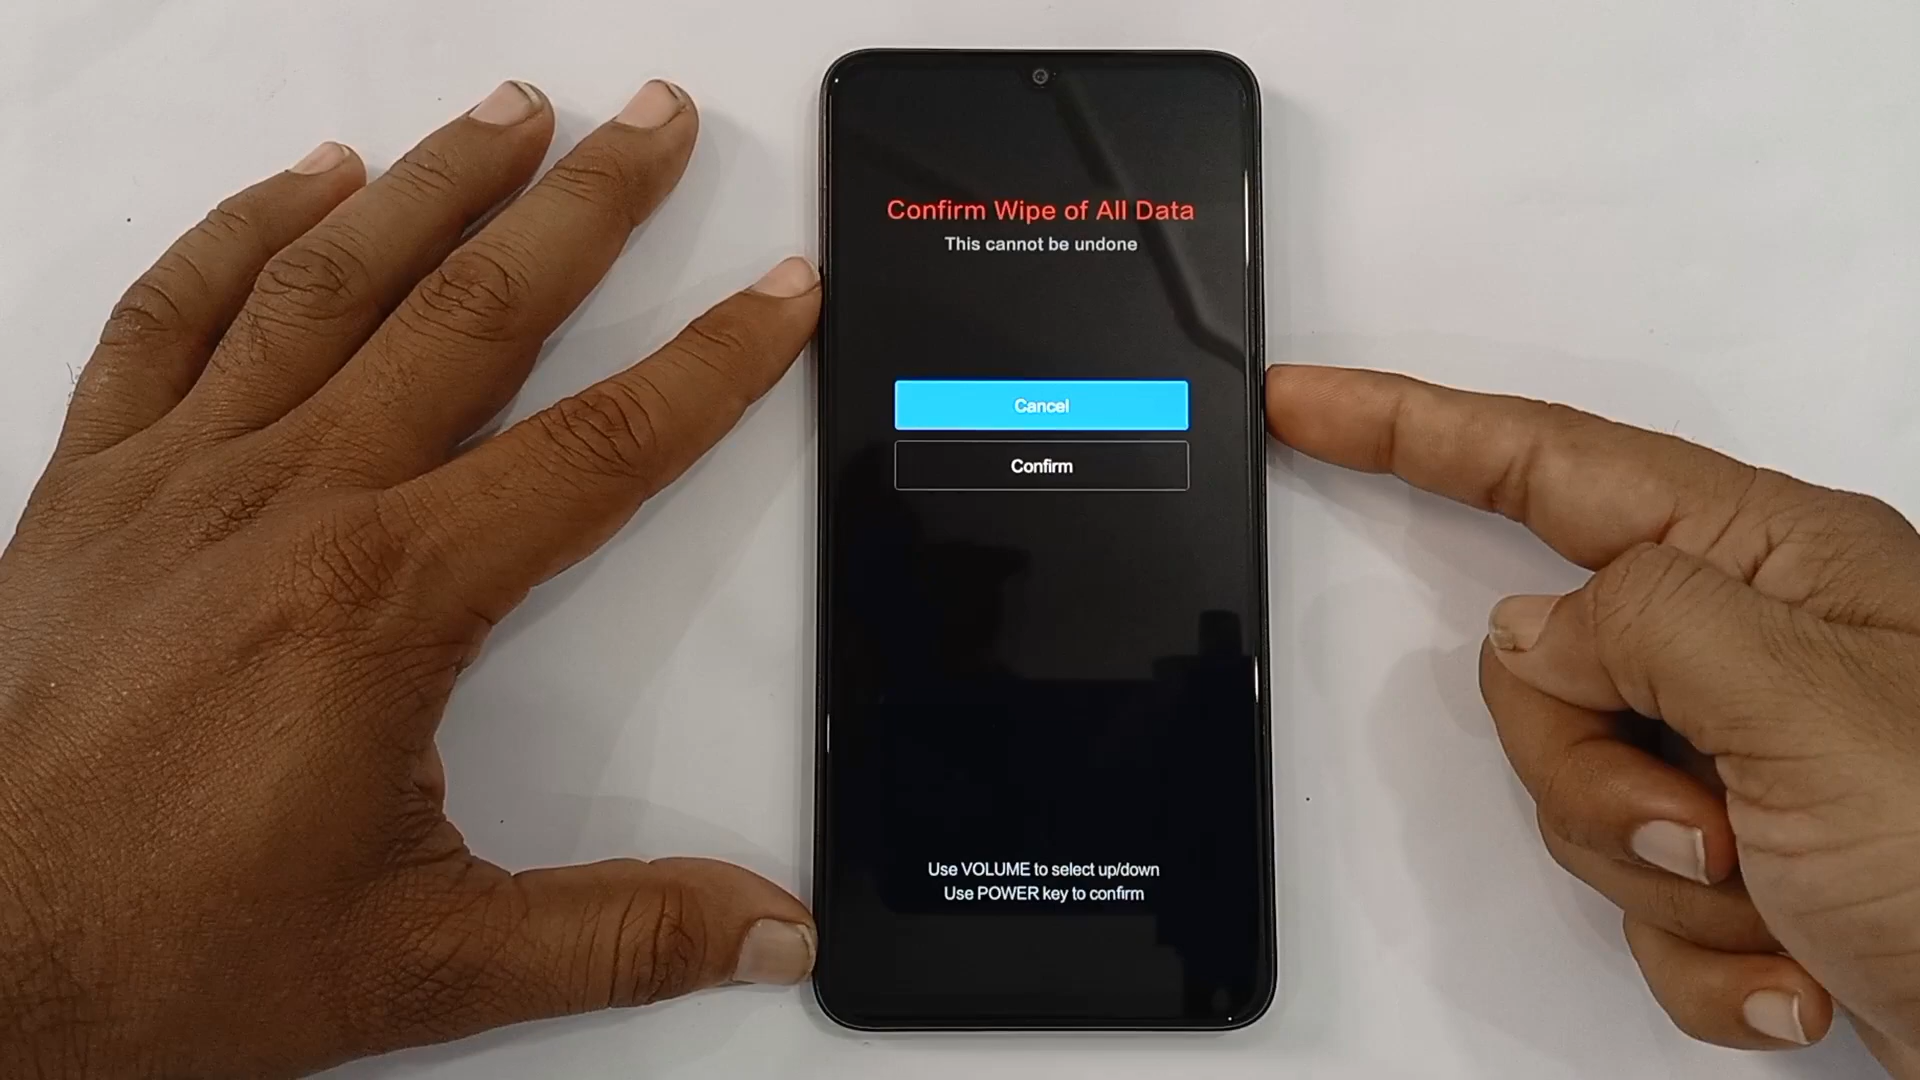 Confirm Wipe of All Data
This cannot be undone
Cancel
Confirm
Use VOLUME to select up/down
Use POWER key to confirm